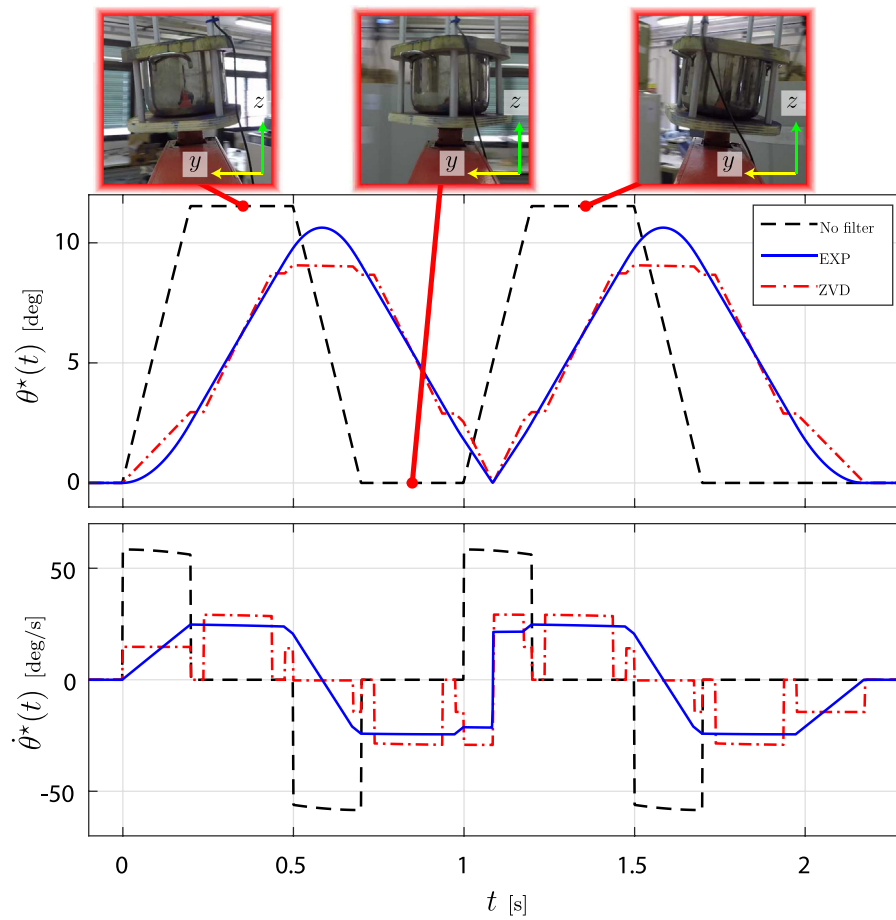 z
y
z
y
z
y
10
5
0
θ⋆(t) [deg]
No filter
EXP
ZVD
50
0
-50
θ̇⋆(t) [deg/s]
0
0.5
1
1.5
2
t [s]